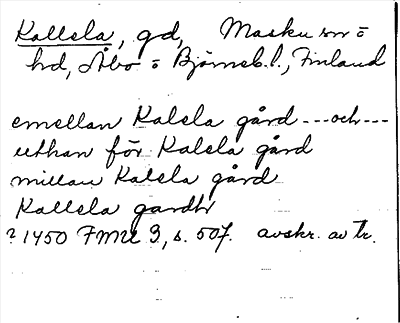 Kallela, gd, Masku sn o
hd, Åbo o Björneb.l., Finland
emellan Kalela gård ---och---
uthan för Kalela gård
millan Kalela gård
Kallela gardh
? 1450 FMU 3, s. 507. avskr. av Tr.